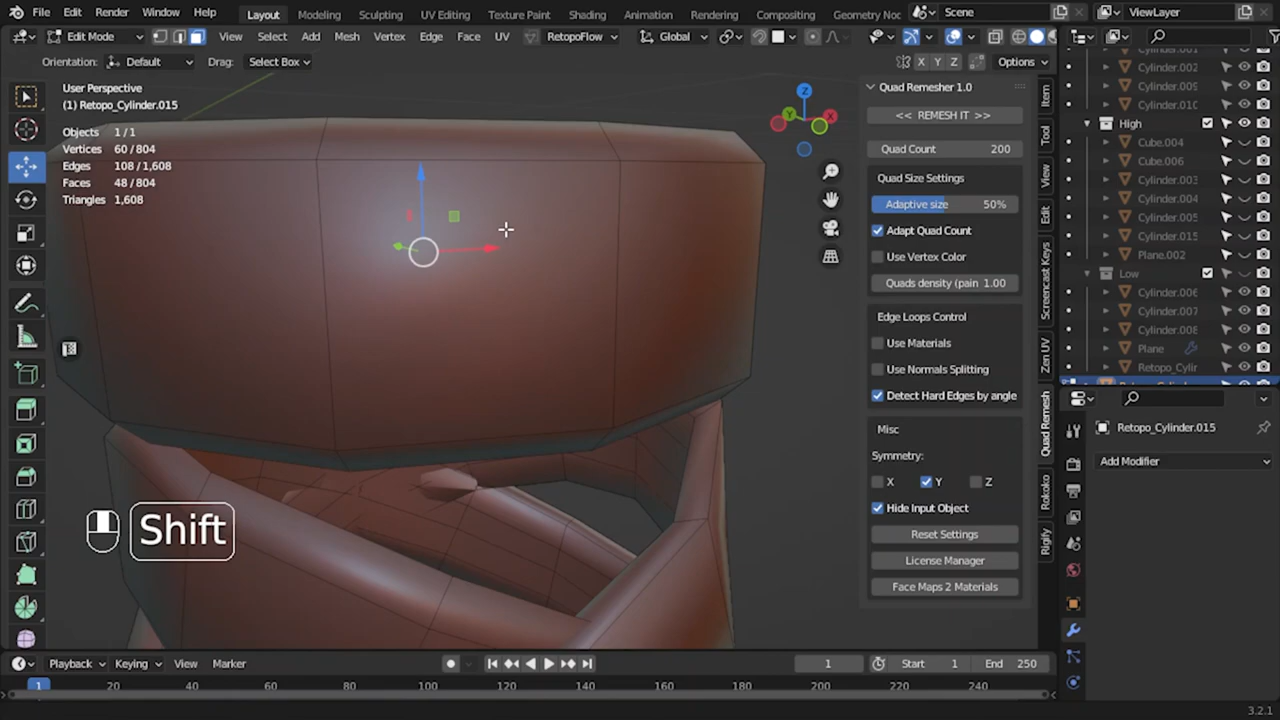 File Edit Render Window Help Layout Modeling Sculpting UV Editing Texture Paint Shading Animation Rendering Compositing Geometry Noc Scene ViewLayer
Edit Mode View Select Add Mesh Vertex Edge Face UV RetopoFlow Global
Orientation: Default Drag: Select Box X Y Z Options
User Perspective
(1) Retopo_Cylinder.015
Objects 1/1
Vertices 60/804
Edges 108/1,608
Faces 48/804
Triangles 1,608
Z
Y
X
Shift
Quad Remesher 1.0
<< REMESH IT >>
Quad Count 200
Quad Size Settings
Adaptive size 50%
Adapt Quad Count
Use Vertex Color
Quads density (pain 1.00
Edge Loops Control
Use Materials
Use Normals Splitting
Detect Hard Edges by angle
Misc
Symmetry:
X Y Z
Hide Input Object
Reset Settings
License Manager
Face Maps 2 Materials
Item
Tool
View
Edit
Screencast Keys
Zen UV
Quad Remesh
Rokoko
Rigify
Cylinder.002
Cylinder.009
Cylinder.010
High
Cube.004
Cube.006
Cylinder.003
Cylinder.004
Cylinder.005
Cylinder.015
Plane.002
Low
Cylinder.006
Cylinder.007
Cylinder.008
Plane
Retopo_Cylir
Retopo_Cylinder.015
Add Modifier
Playback Keying View Marker 1 Start 1 End 250
1 20 40 60 80 100 120 140 160 180 200 220 240
3.2.1